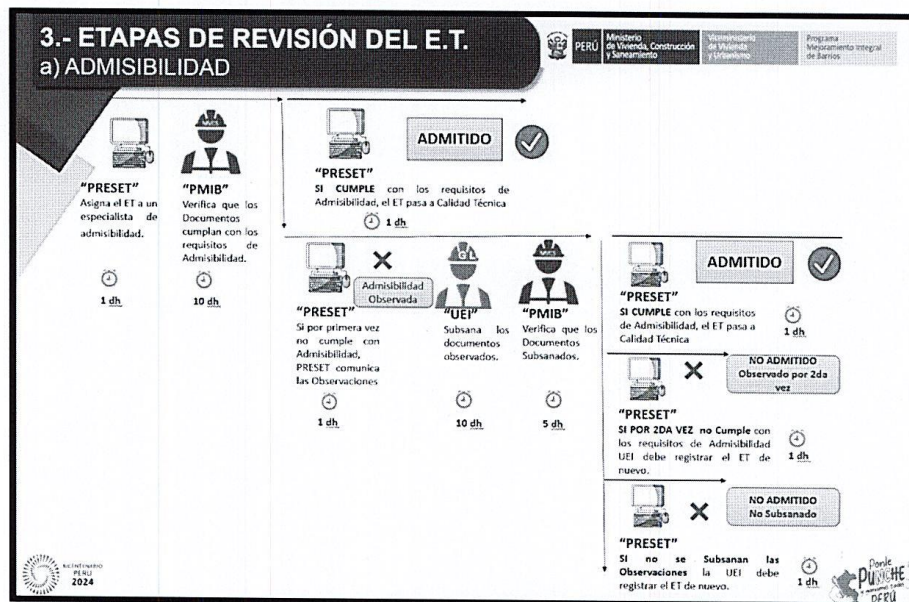 3.- ETAPAS DE REVISIÓN DEL E.T.
a) ADMISIBILIDAD
PERÚ
Ministerio
de Vivienda, Construcción
y Saneamiento
Viceministerio
de Vivienda
y Urbanismo
Programa
Mejoramiento Integral
de Barrios
"PRESET"
Asigna el ET a un
especialista de
admisibilidad.
1 dh
"PMIB"
Verifica que los
Documentos
cumplan con los
requisitos de
Admisibilidad.
10 dh
ADMITIDO
"PRESET"
SI CUMPLE con los requisitos de
Admisibilidad, el ET pasa a Calidad Técnica
1 dh
Admisibilidad
Observada
"PRESET"
Si por primera vez
no cumple con
Admisibilidad,
PRESET comunica
las Observaciones
1 dh
GL
"UEI"
Subsana los
documentos
observados.
10 dh
"PMIB"
Verifica que los
Documentos
Subsanados.
5 dh
ADMITIDO
"PRESET"
SI CUMPLE con los requisitos
de Admisibilidad, el ET pasa a
Calidad Técnica
1 dh
NO ADMITIDO
Observado por 2da
vez
"PRESET"
SI POR 2DA VEZ no Cumple con
los requisitos de Admisibilidad
UEI debe registrar el ET de
nuevo.
1 dh
NO ADMITIDO
No Subsanado
"PRESET"
SI no se Subsanan las
Observaciones la UEI debe
registrar el ET de nuevo.
1 dh
BICENTENARIO
PERÚ
2024
Ponle
PUNCHE
PERÚ